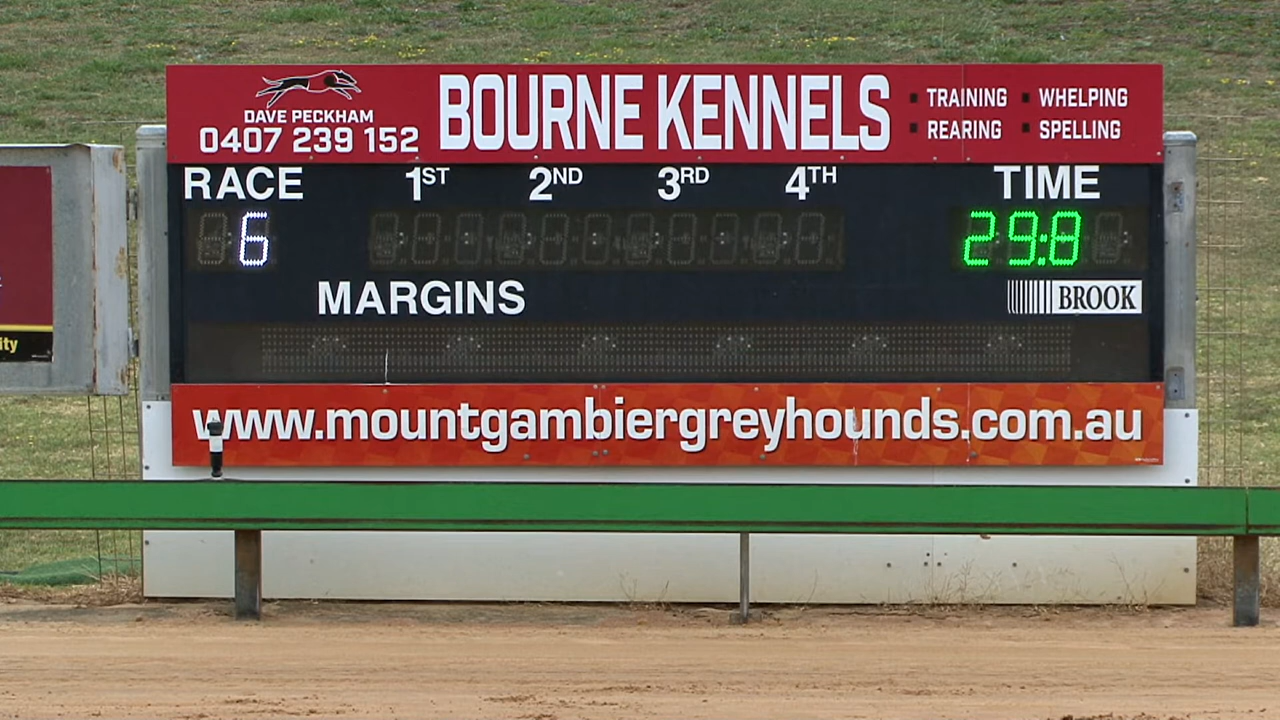 BOURNE KENNELS
DAVE PECKHAM
0407 239 152
TRAINING WHELPING
REARING SPELLING
RACE 1ST 2ND 3RD 4TH TIME
6 29:8
MARGINS
BROOK
www.mountgambiergreyhounds.com.au
ity